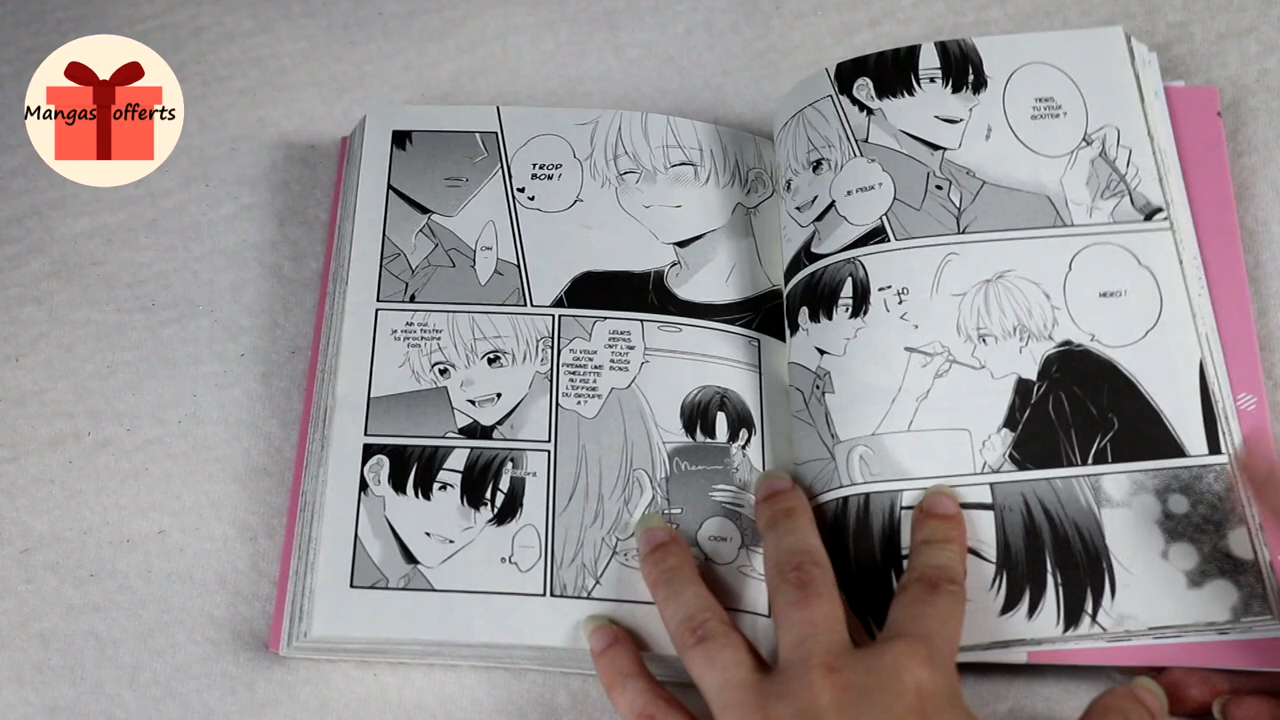 Mangas offerts
TIENS,
TU VEUX
GOÛTER ?
JE PEUX ?
MERCI !
TROP
BON !
OH
Ah oui,
je veux tester
la prochaine
fois !
LEURS
REPAS
ONT L'AIR
TOUT
AUSSI
BONS.
TU VEUX
QU'ON
PRENNE UNE
OMELETTE
AU RIZ À
L'EFFIGIE
DU GROUPE
A ?
OOH !
D'accord.